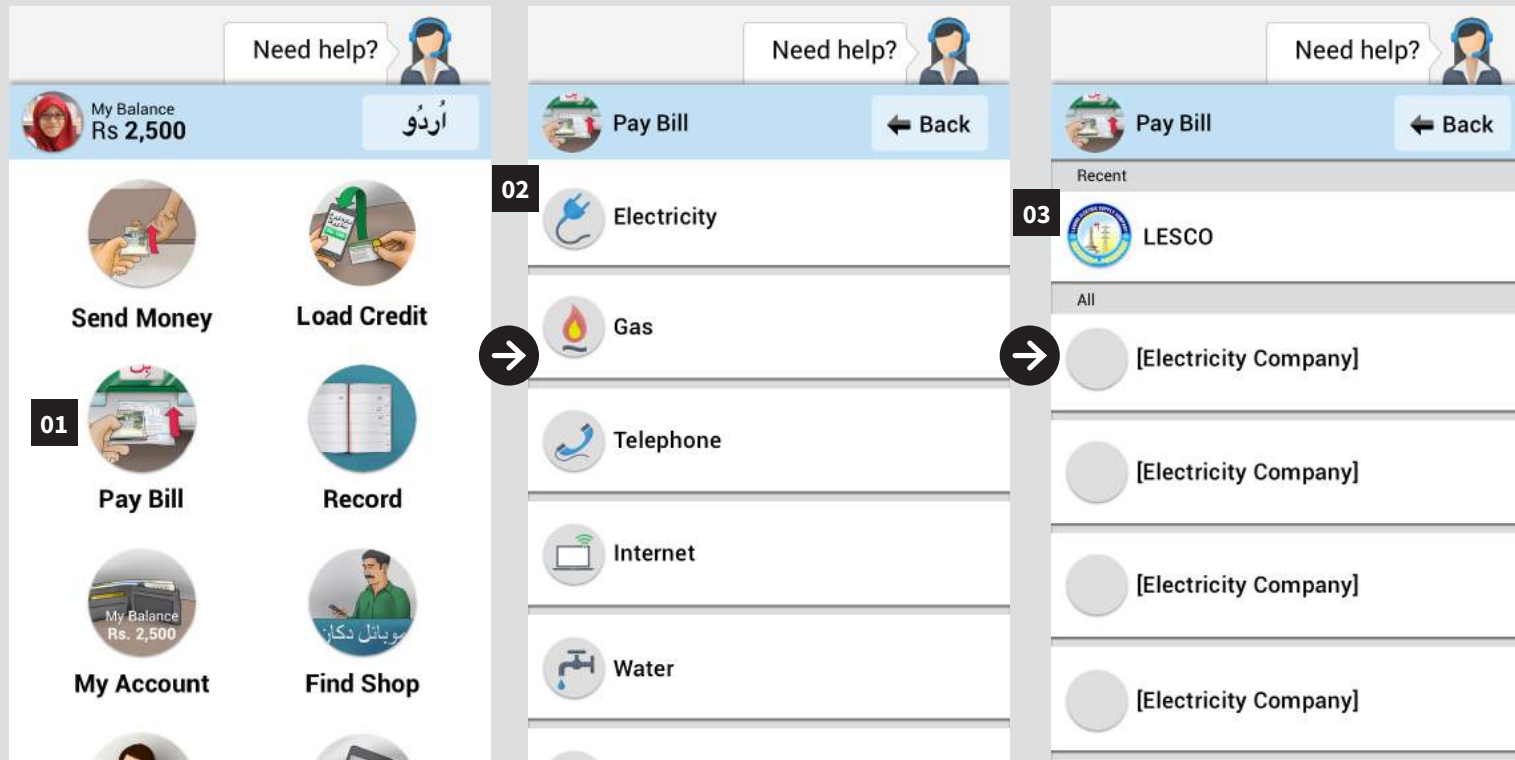 Need help?
My Balance
Rs 2,500
اُردُو
Send Money
Load Credit
01
بِل
Pay Bill
Record
My Balance
Rs. 2,500
موبائل دکان
My Account
Find Shop
Need help?
Pay Bill
Back
02
Electricity
Gas
Telephone
Internet
Water
Need help?
Pay Bill
Back
Recent
03
LESCO
All
[Electricity Company]
[Electricity Company]
[Electricity Company]
[Electricity Company]